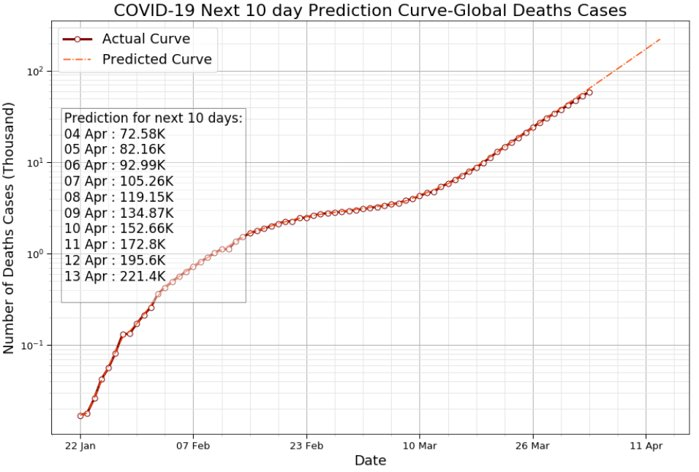 COVID-19 Next 10 day Prediction Curve-Global Deaths Cases
Actual Curve
Predicted Curve
Prediction for next 10 days:
04 Apr : 72.58K
05 Apr : 82.16K
06 Apr : 92.99K
07 Apr : 105.26K
08 Apr : 119.15K
09 Apr : 134.87K
10 Apr : 152.66K
11 Apr : 172.8K
12 Apr : 195.6K
13 Apr : 221.4K
Number of Deaths Cases (Thousand)
10²
10¹
10⁰
10⁻¹
22 Jan 07 Feb 23 Feb 10 Mar 26 Mar 11 Apr
Date